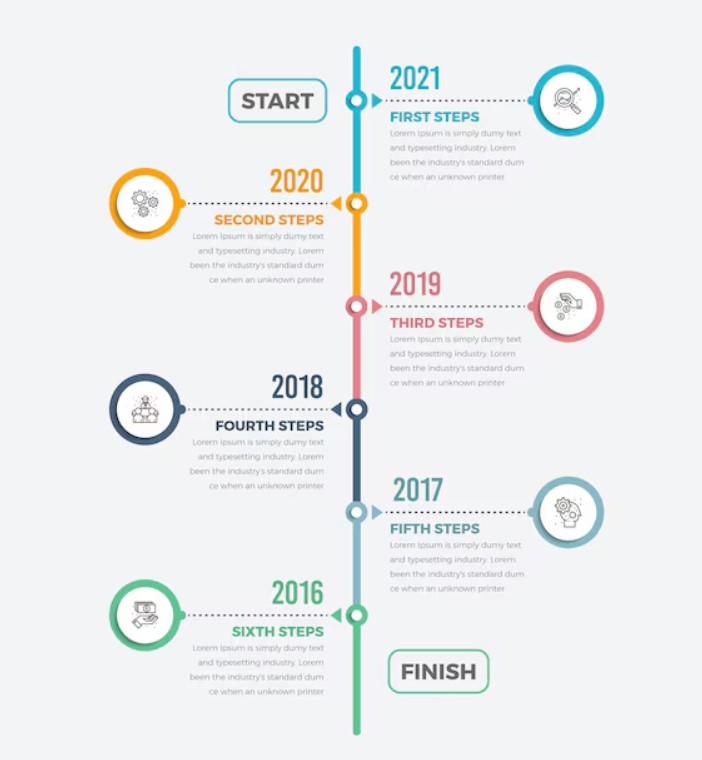 START
2021
FIRST STEPS
Lorem Ipsum is simply dumy text
and typesetting industry. Lorem
been the industry's standard dum
ce when an unknown printer
2020
SECOND STEPS
Lorem Ipsum is simply dumy text
and typesetting industry. Lorem
been the industry's standard dum
ce when an unknown printer
2019
THIRD STEPS
Lorem Ipsum is simply dumy text
and typesetting industry. Lorem
been the industry's standard dum
ce when an unknown printer
2018
FOURTH STEPS
Lorem Ipsum is simply dumy text
and typesetting industry. Lorem
been the industry's standard dum
ce when an unknown printer
2017
FIFTH STEPS
Lorem Ipsum is simply dumy text
and typesetting industry. Lorem
been the industry's standard dum
ce when an unknown printer
2016
SIXTH STEPS
Lorem Ipsum is simply dumy text
and typesetting industry. Lorem
been the industry's standard dum
ce when an unknown printer
FINISH